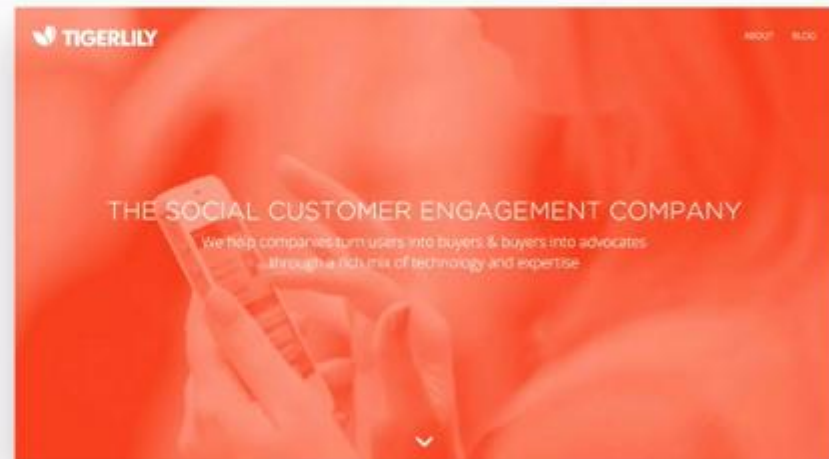 TIGERLILY
ABOUT BLOG
THE SOCIAL CUSTOMER ENGAGEMENT COMPANY
We help companies turn users into buyers & buyers into advocates
through a rich mix of technology and expertise